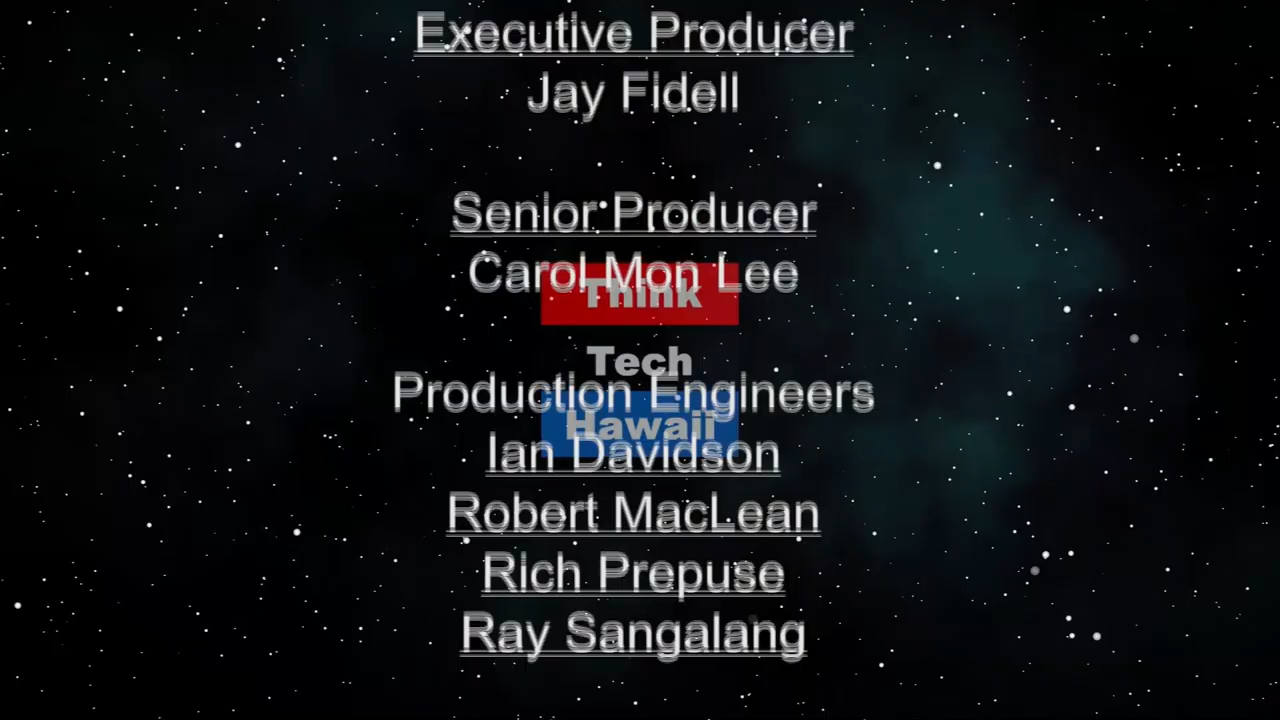 Executive Producer
Jay Fidell
Senior Producer
Carol Mon Lee
Think
Tech
Production Engineers
Hawaii
Ian Davidson
Robert MacLean
Rich Prepuse
Ray Sangalang